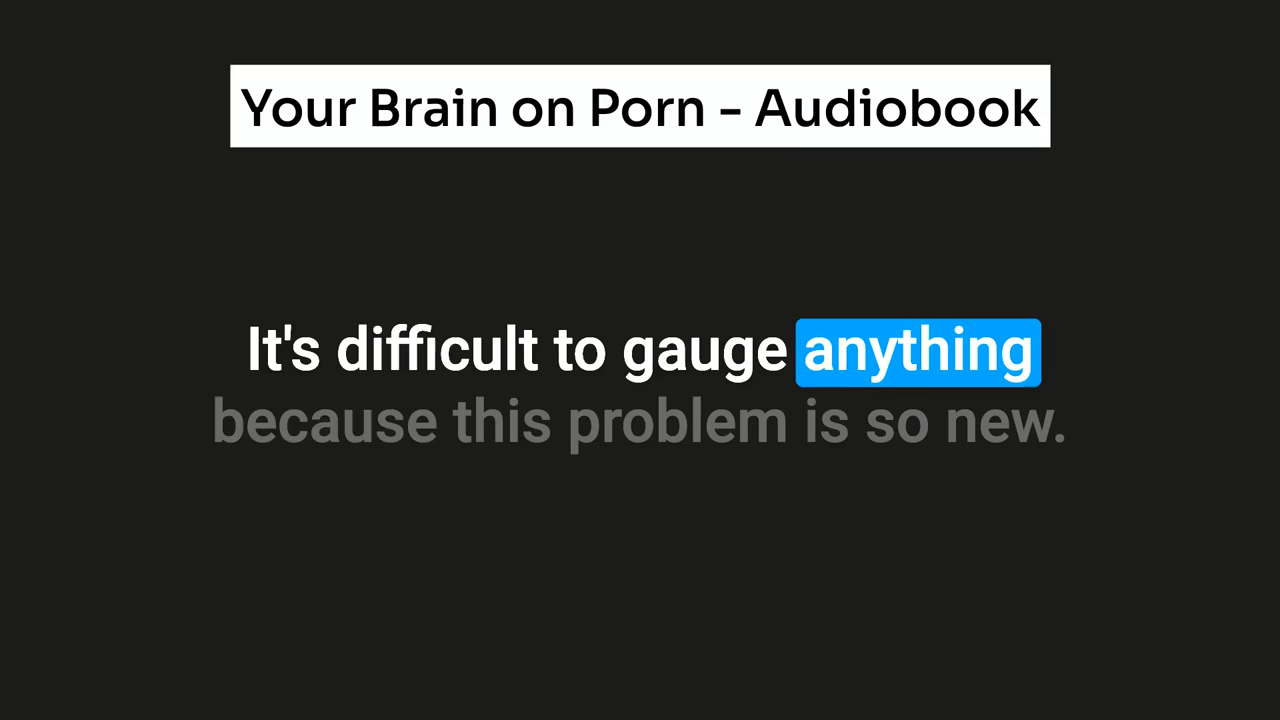 Your Brain on Porn - Audiobook
It's difficult to gauge anything
because this problem is so new.